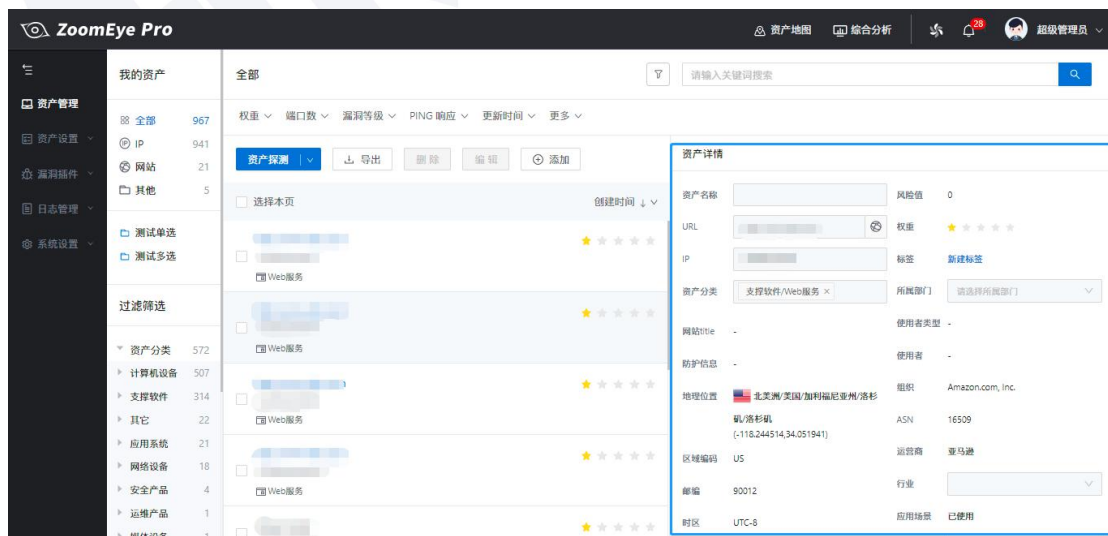 ZoomEye Pro
资产地图
综合分析
28
超级管理员
资产管理
资产设置
漏洞插件
日志管理
系统设置
我的资产
全部 967
IP 941
网站 21
其他 5
测试单选
测试多选
过滤筛选
资产分类 572
计算机设备 507
支撑软件 314
其它 22
应用系统 21
网络设备 18
安全产品 4
运维产品 1
全部
请输入关键词搜索
权重 端口数 漏洞等级 PING 响应 更新时间 更多
资产探测 导出 删除 编辑 添加
选择本页 创建时间
Web服务
Web服务
Web服务
Web服务
资产详情
资产名称 风险值 0
URL 权重
IP 标签 新建标签
资产分类 支撑软件/Web服务 × 所属部门 请选择所属部门
网站title - 使用者类型 -
防护信息 - 使用者 -
地理位置 北美洲/美国/加利福尼亚州/洛杉 组织 Amazon.com, Inc.
矶/洛杉矶 ASN 16509
(-118.244514,34.051941)
区域编码 US 运营商 亚马逊
邮编 90012 行业
时区 UTC-8 应用场景 已使用